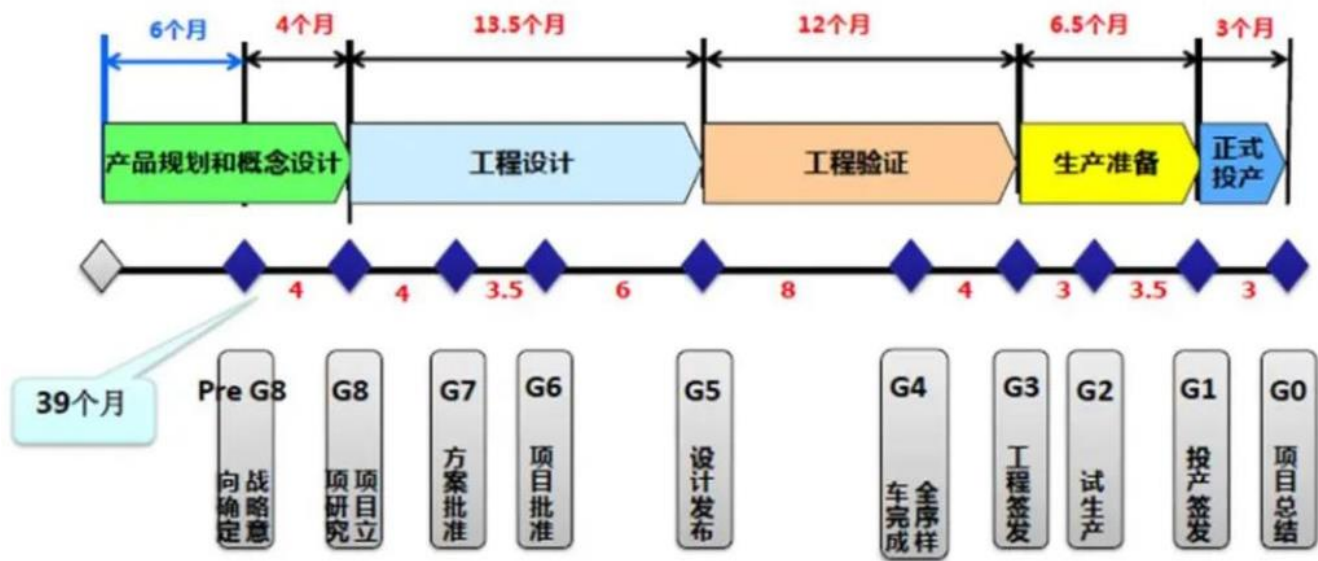 6个月 4个月 13.5个月 12个月 6.5个月 3个月
产品规划和概念设计 工程设计 工程验证 生产准备 正式
投产
4 4 3.5 6 8 4 3 3.5 3
39个月
Pre G8 G8 G7 G6 G5 G4 G3 G2 G1 G0
战略意
向确定
项目立
项研究
方案批准
项目批准
设计发布
全序样
车完成
工程签发
试生产
投产签发
项目总结